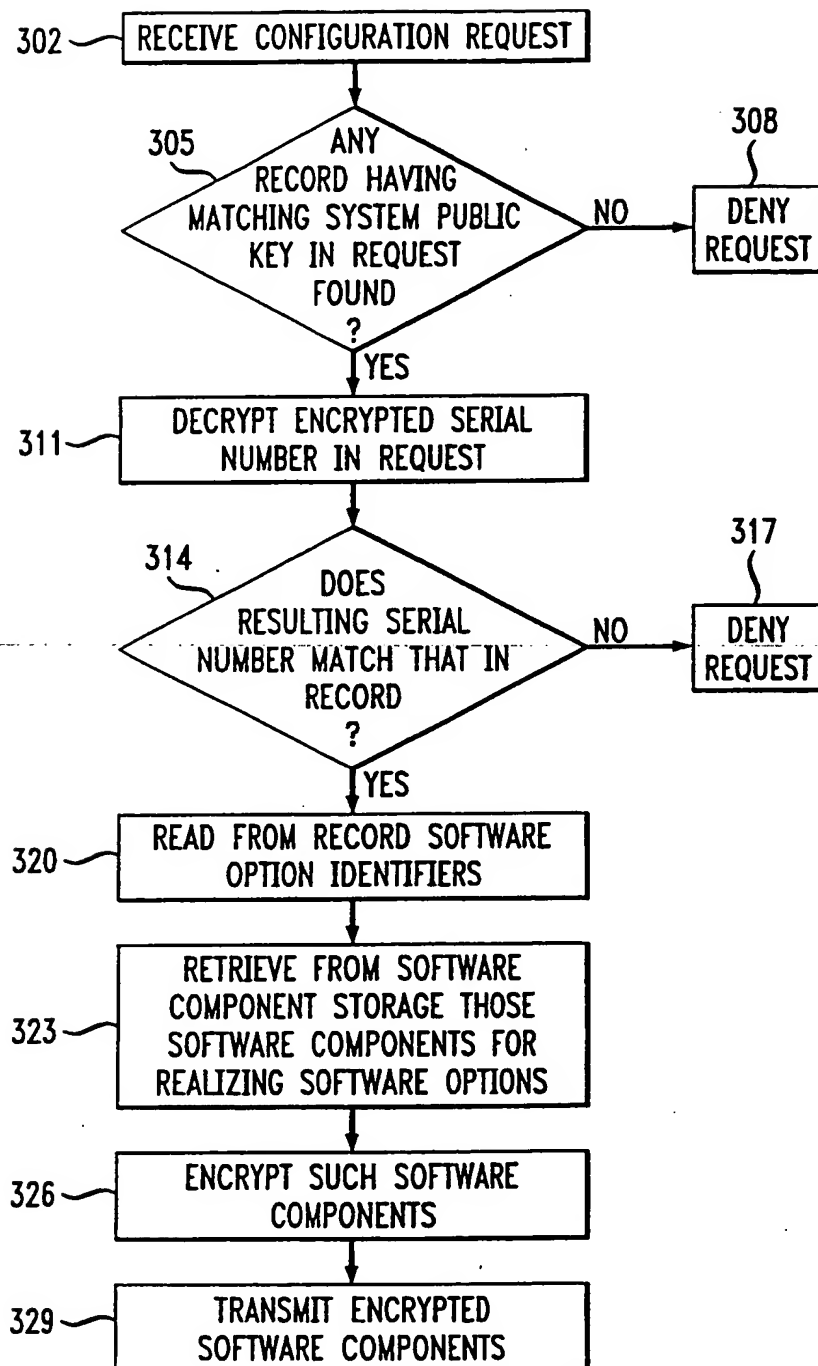 302
RECEIVE CONFIGURATION REQUEST
305
ANY
RECORD HAVING
MATCHING SYSTEM PUBLIC
KEY IN REQUEST
FOUND
?
NO
308
DENY
REQUEST
YES
311
DECRYPT ENCRYPTED SERIAL
NUMBER IN REQUEST
314
DOES
RESULTING SERIAL
NUMBER MATCH THAT IN
RECORD
?
NO
317
DENY
REQUEST
YES
320
READ FROM RECORD SOFTWARE
OPTION IDENTIFIERS
323
RETRIEVE FROM SOFTWARE
COMPONENT STORAGE THOSE
SOFTWARE COMPONENTS FOR
REALIZING SOFTWARE OPTIONS
326
ENCRYPT SUCH SOFTWARE
COMPONENTS
329
TRANSMIT ENCRYPTED
SOFTWARE COMPONENTS